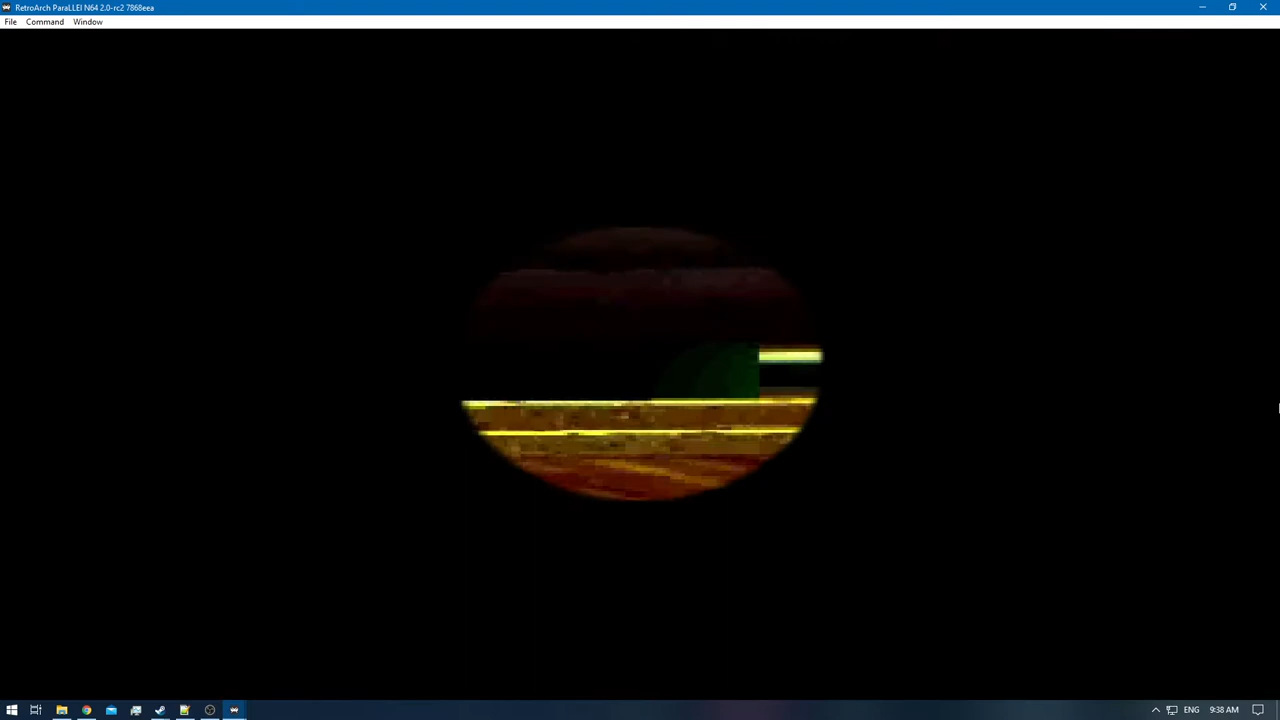 RetroArch ParaLLEl N64 2.0-rc2 7868eea
File Command Window
ENG 9:38 AM